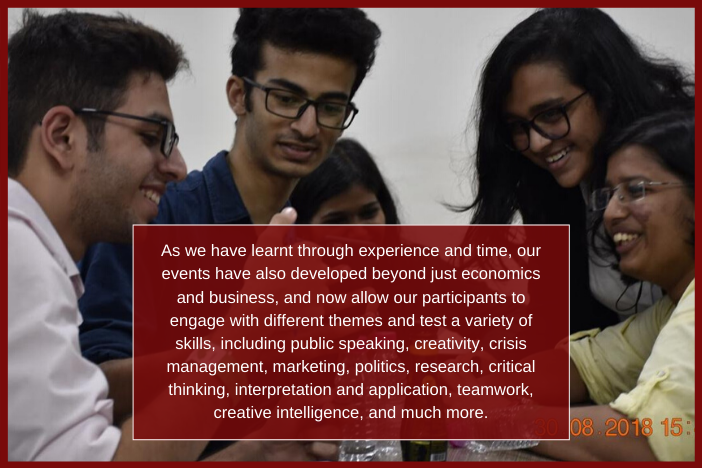 As we have learnt through experience and time, our
events have also developed beyond just economics
and business, and now allow our participants to
engage with different themes and test a variety of
skills, including public speaking, creativity, crisis
management, marketing, politics, research, critical
thinking, interpretation and application, teamwork,
creative intelligence, and much more.
08 2018 15: